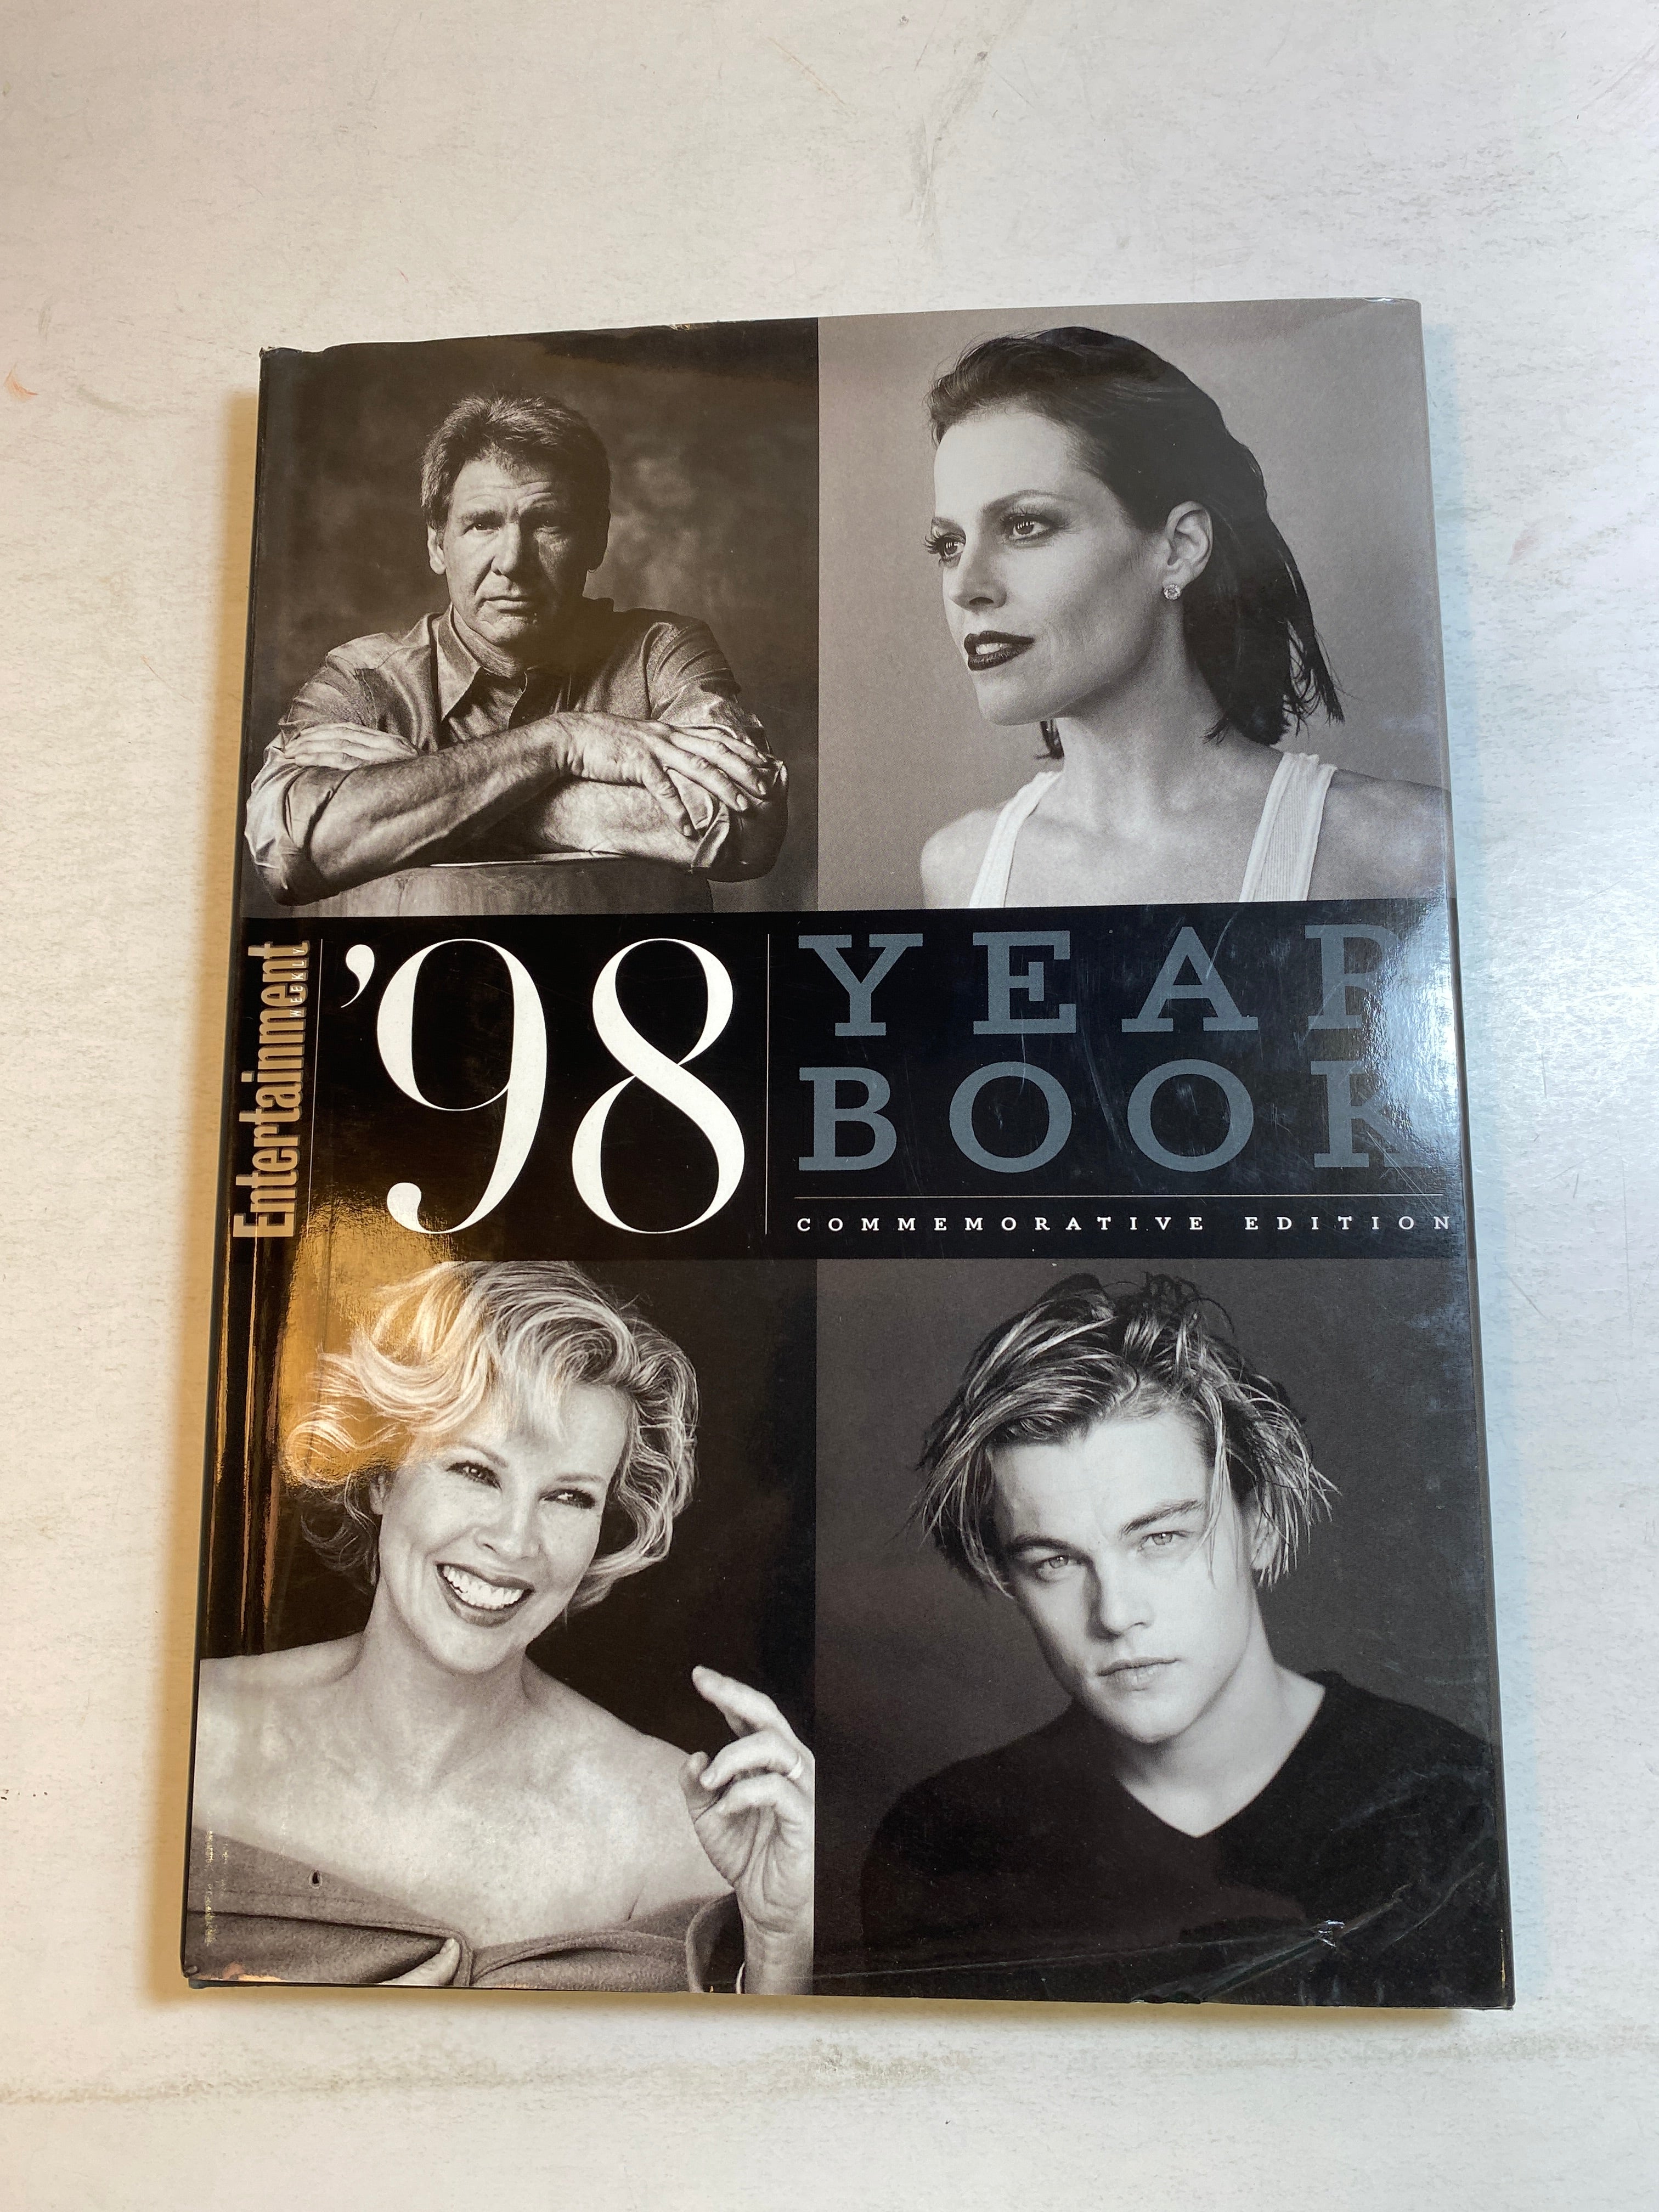 Entertainment
WEEKLY
'98
YEAR
BOOK
COMMEMORATIVE EDITION